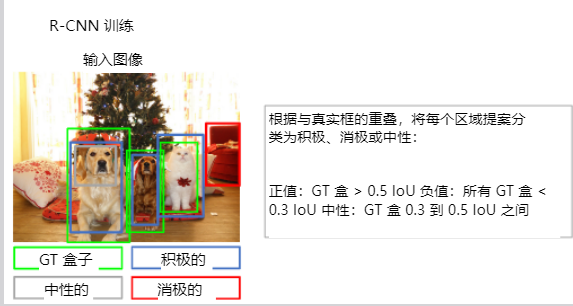 R-CNN 训练
输入图像
根据与真实框的重叠，将每个区域提案分
类为积极、消极或中性：
正值：GT 盒 > 0.5 IoU 负值：所有 GT 盒 <
0.3 IoU 中性：GT 盒 0.3 到 0.5 IoU 之间
GT 盒子
积极的
中性的
消极的